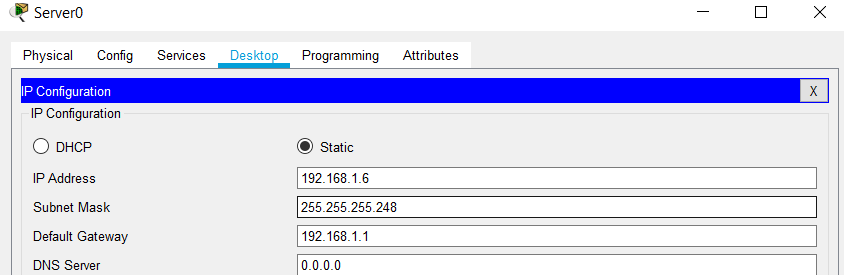 Server0
Physical Config Services Desktop Programming Attributes
IP Configuration X
IP Configuration
DHCP Static
IP Address 192.168.1.6
Subnet Mask 255.255.255.248
Default Gateway 192.168.1.1
DNS Server 0.0.0.0